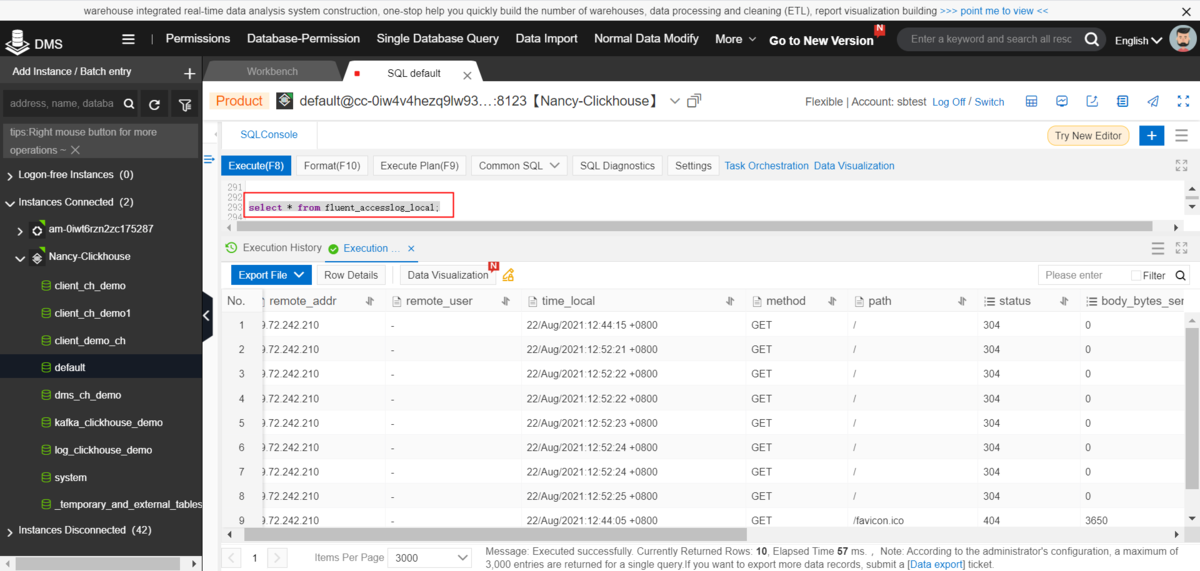 warehouse integrated real-time data analysis system construction, one-stop help you quickly build the number of warehouses, data processing and cleaning (ETL), report visualization building >>> point me to view <<
DMS
Permissions Database-Permission Single Database Query Data Import Normal Data Modify More Go to New Version N Enter a keyword and search all resc English
Add Instance / Batch entry
Workbench SQL default
address, name, databa
Product default@cc-0iw4v4hezq9lw93...:8123【Nancy-Clickhouse】 Flexible | Account: sbtest Log Off / Switch
tips:Right mouse button for more
operations ~
SQLConsole Try New Editor
Execute(F8) Format(F10) Execute Plan(F9) Common SQL SQL Diagnostics Settings Task Orchestration Data Visualization
Logon-free Instances (0)
Instances Connected (2)
am-0iwt6rzn2zc175287
Nancy-Clickhouse
client_ch_demo
client_ch_demo1
client_demo_ch
default
dms_ch_demo
kafka_clickhouse_demo
log_clickhouse_demo
system
_temporary_and_external_tables
Instances Disconnected (42)
291
292
293 select * from fluent_accesslog_local;
294
Execution History Execution ...
Export File Row Details Data Visualization N Please enter Filter
No. remote_addr remote_user time_local method path status body_bytes_ser
1 9.72.242.210 - 22/Aug/2021:12:44:15 +0800 GET / 304 0
2 9.72.242.210 - 22/Aug/2021:12:52:21 +0800 GET / 304 0
3 9.72.242.210 - 22/Aug/2021:12:52:22 +0800 GET / 304 0
4 9.72.242.210 - 22/Aug/2021:12:52:22 +0800 GET / 304 0
5 9.72.242.210 - 22/Aug/2021:12:52:23 +0800 GET / 304 0
6 9.72.242.210 - 22/Aug/2021:12:52:24 +0800 GET / 304 0
7 9.72.242.210 - 22/Aug/2021:12:52:24 +0800 GET / 304 0
8 9.72.242.210 - 22/Aug/2021:12:52:25 +0800 GET / 304 0
9 9.72.242.210 - 22/Aug/2021:12:44:05 +0800 GET /favicon.ico 404 3650
1 Items Per Page 3000
Message: Executed successfully. Currently Returned Rows: 10, Elapsed Time 57 ms. , Note: According to the administrator's configuration, a maximum of
3,000 entries are returned for a single query.If you want to export more data records, submit a [Data export] ticket.